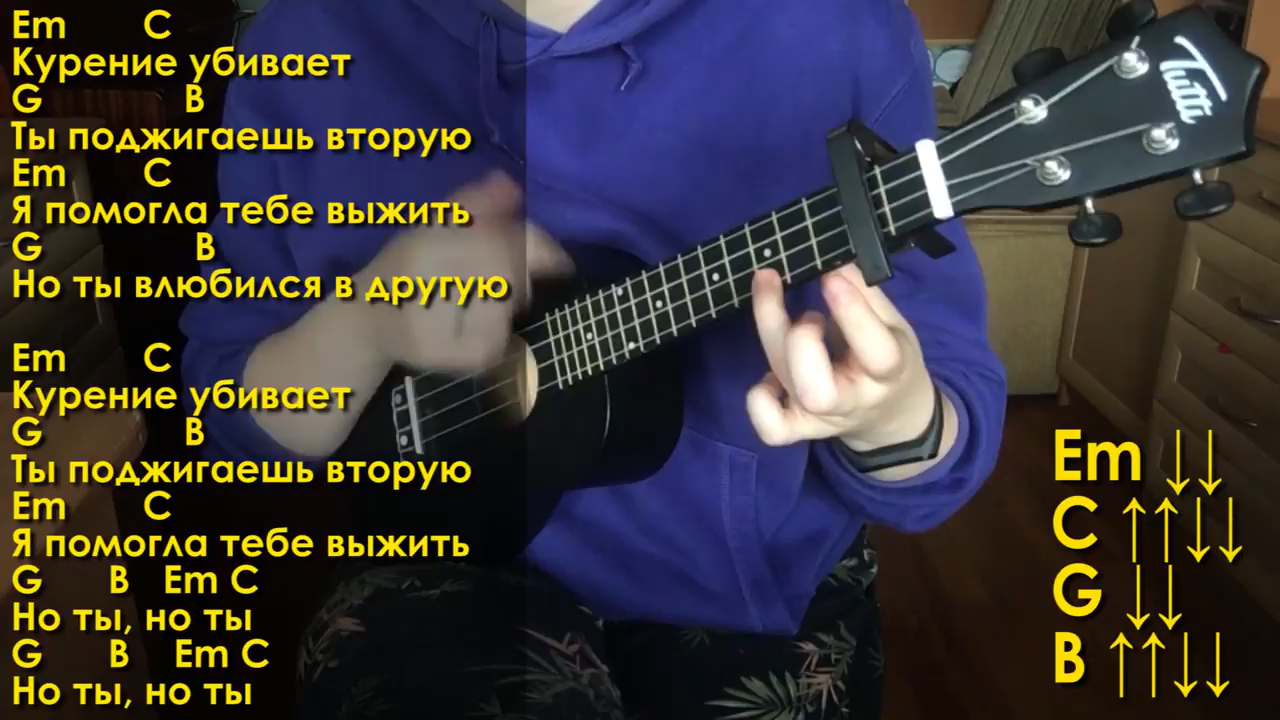 Em C
Курение убивает
G B
Ты поджигаешь вторую
Em C
Я помогла тебе выжить
G B
Но ты влюбился в другую
Em C
Курение убивает
G B
Ты поджигаешь вторую
Em C
Я помогла тебе выжить
G B Em C
Но ты, но ты
G B Em C
Но ты, но ты
Tutti
Em ↓↓
C ↑↑↓↓
G ↓↓
B ↑↑↓↓